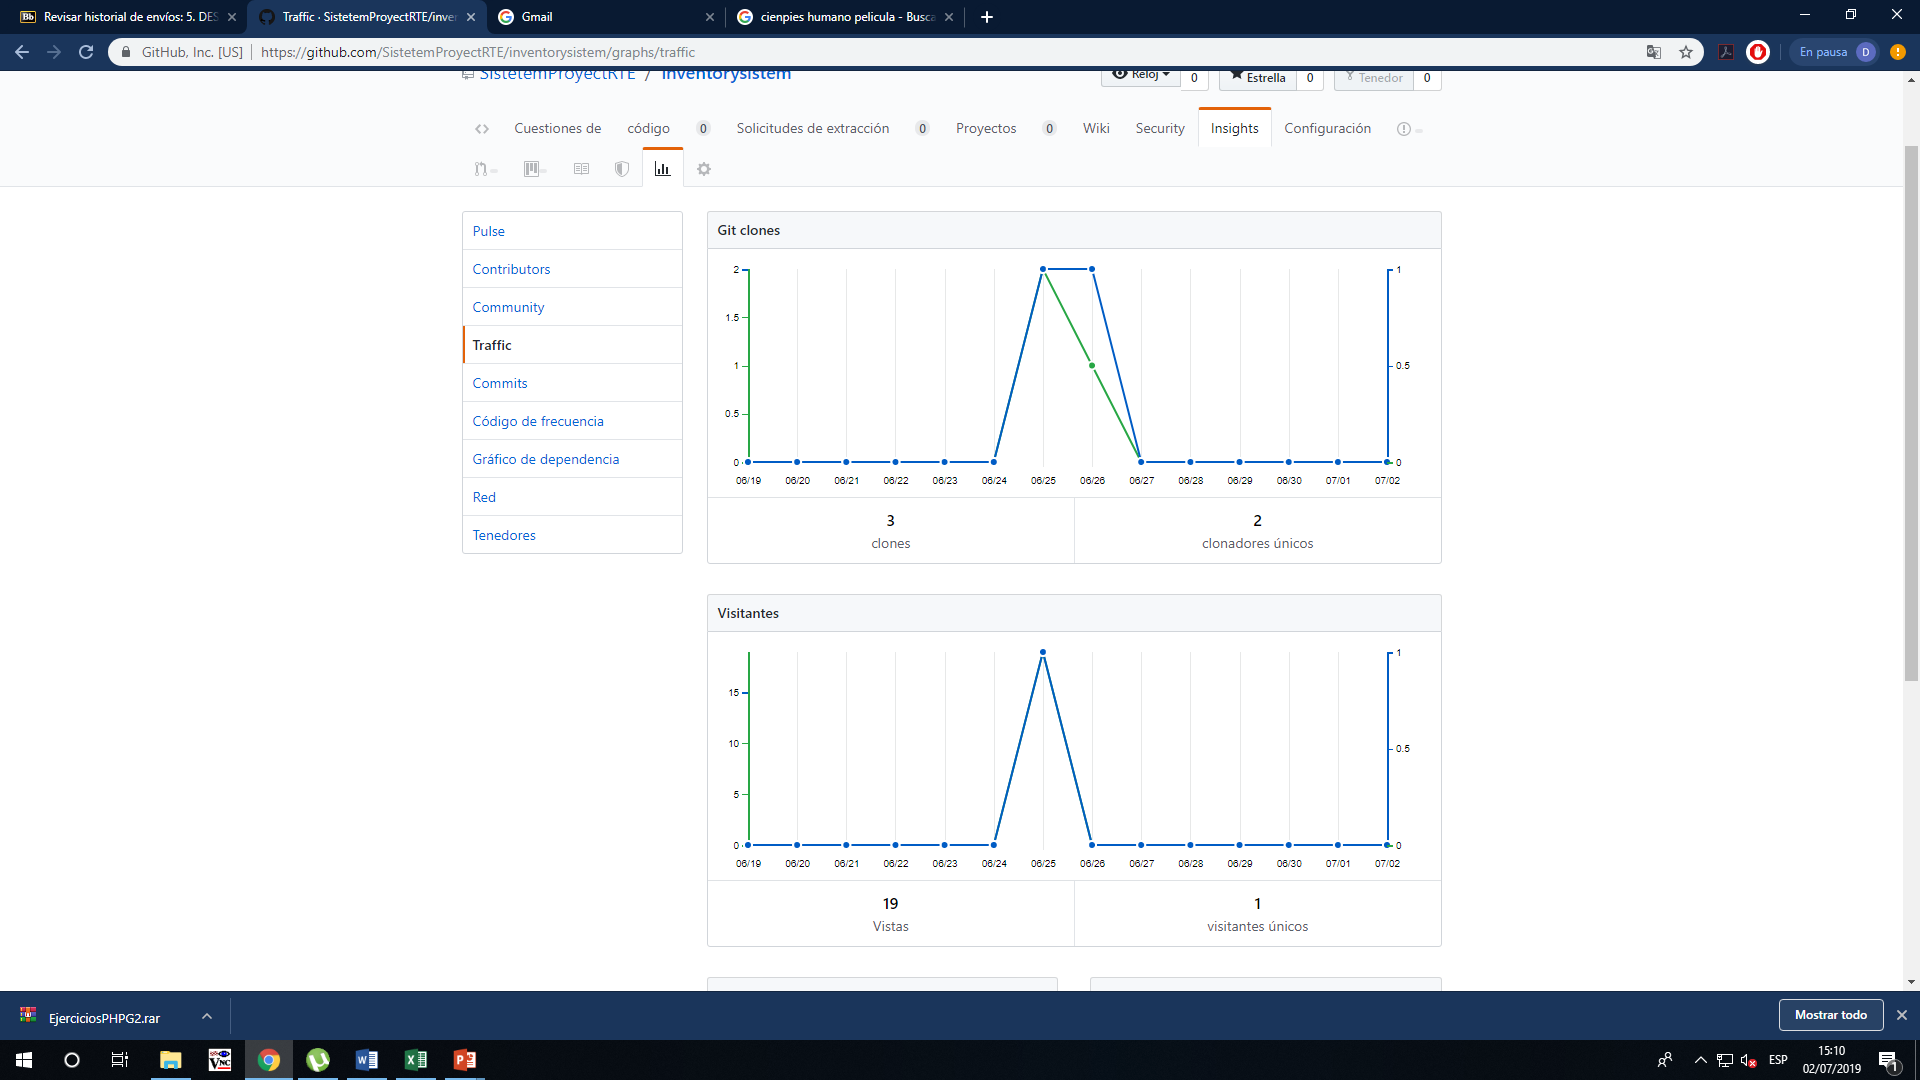 Bb Revisar historial de envíos: 5. DES
Traffic · SistetemProyectRTE/inver
Gmail
cienpies humano pelicula - Busca
GitHub, Inc. [US] https://github.com/SistetemProyectRTE/inventorysistem/graphs/traffic
En pausa D
SistetemProyectRTE / inventorysistem
Reloj 0
Estrella 0
Tenedor 0
Cuestiones de código 0
Solicitudes de extracción 0
Proyectos 0
Wiki
Security
Insights
Configuración
Pulse
Contributors
Community
Traffic
Commits
Código de frecuencia
Gráfico de dependencia
Red
Tenedores
Git clones
2
1.5
1
0.5
0
1
0.5
0
06/19 06/20 06/21 06/22 06/23 06/24 06/25 06/26 06/27 06/28 06/29 06/30 07/01 07/02
3
clones
2
clonadores únicos
Visitantes
15
10
5
0
1
0.5
0
06/19 06/20 06/21 06/22 06/23 06/24 06/25 06/26 06/27 06/28 06/29 06/30 07/01 07/02
19
Vistas
1
visitantes únicos
EjerciciosPHPG2.rar
Mostrar todo
VNC
ESP
15:10
02/07/2019
1